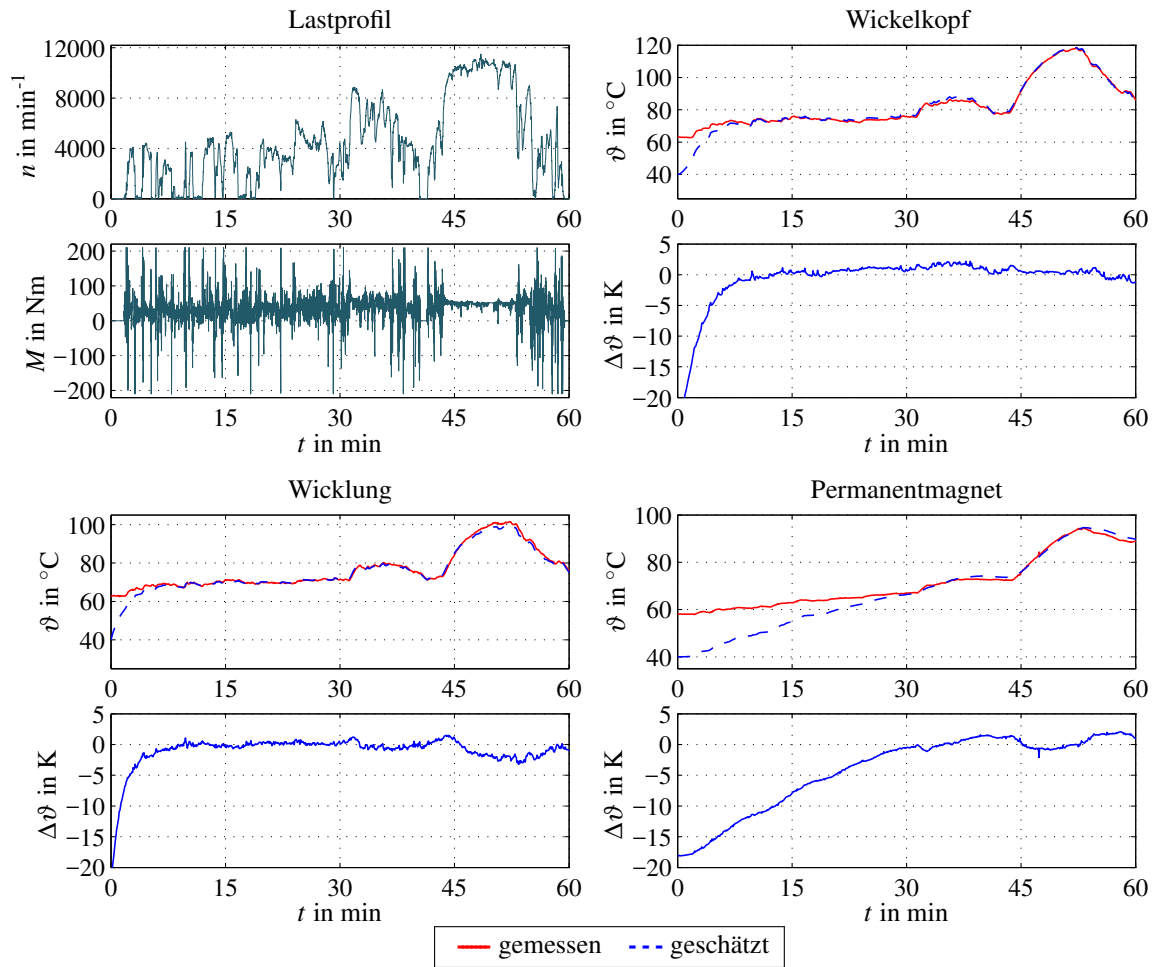 Lastprofil
12000
8000
4000
0
n in min⁻¹
0 15 30 45 60
200
100
0
−100
−200
M in Nm
0 15 30 45 60
t in min
Wickelkopf
120
100
80
60
40
ϑ in °C
0 15 30 45 60
5
0
−5
−10
−15
−20
Δϑ in K
0 15 30 45 60
t in min
Wicklung
100
80
60
40
ϑ in °C
0 15 30 45 60
5
0
−5
−10
−15
−20
Δϑ in K
0 15 30 45 60
t in min
Permanentmagnet
100
80
60
40
ϑ in °C
0 15 30 45 60
5
0
−5
−10
−15
−20
Δϑ in K
0 15 30 45 60
t in min
gemessen geschätzt